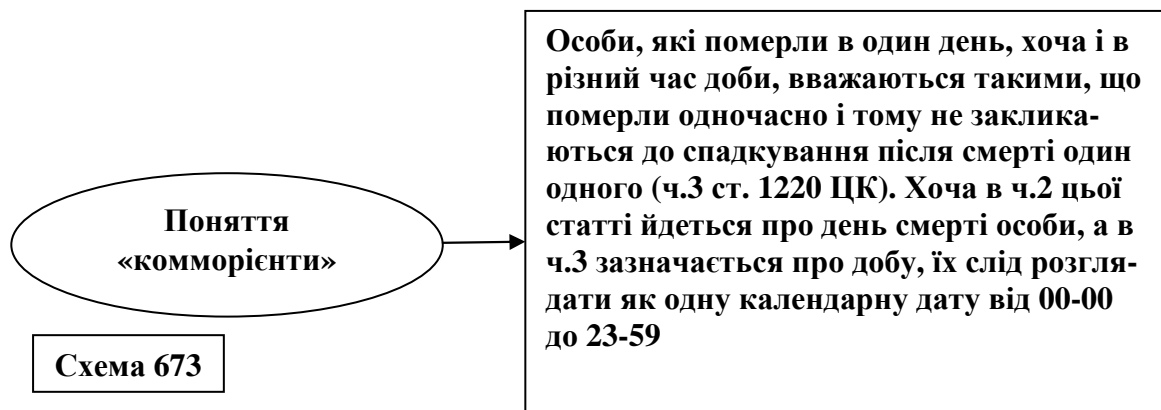 Особи, які померли в один день, хоча і в
різний час доби, вважаються такими, що
померли одночасно і тому не заклика-
ються до спадкування після смерті один
одного (ч.3 ст. 1220 ЦК). Хоча в ч.2 цьої
статті йдеться про день смерті особи, а в
ч.3 зазначається про добу, їх слід розгля-
дати як одну календарну дату від 00-00
до 23-59
Поняття
«комморієнти»
Схема 673